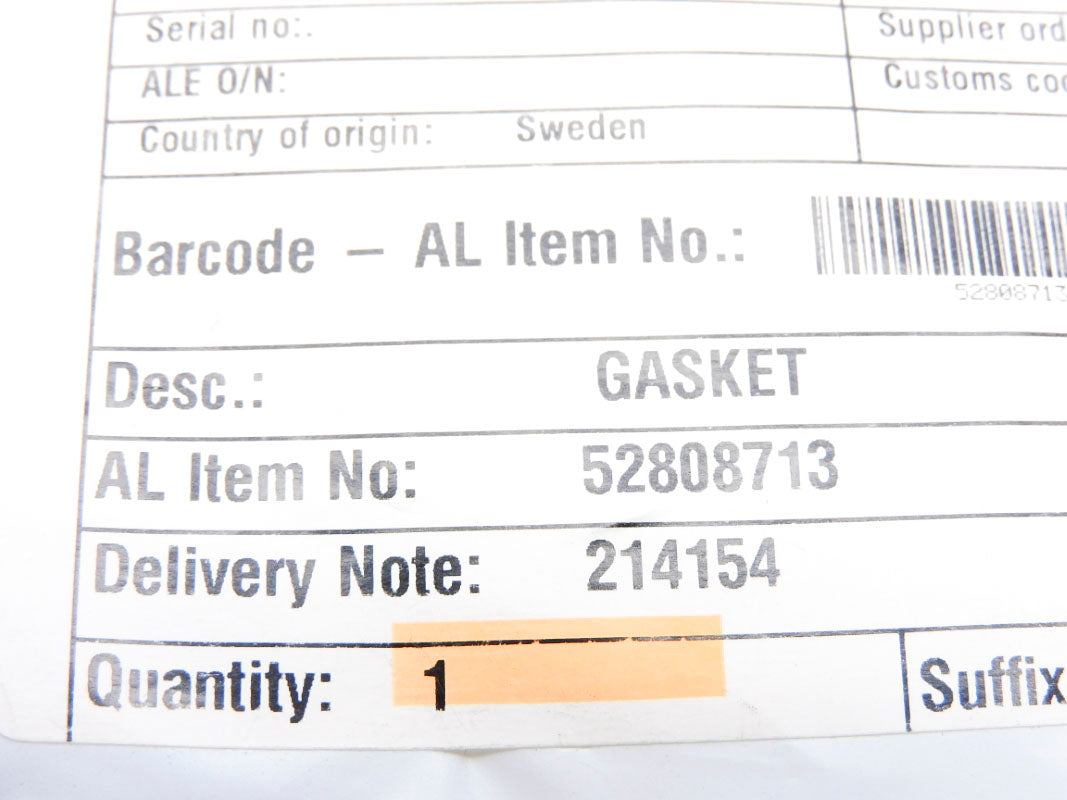 Serial no:.
Supplier ord
ALE O/N:
Customs co
Country of origin: Sweden
Barcode – AL Item No.:
52808713
Desc.: GASKET
AL Item No: 52808713
Delivery Note: 214154
Quantity: 1
Suffix